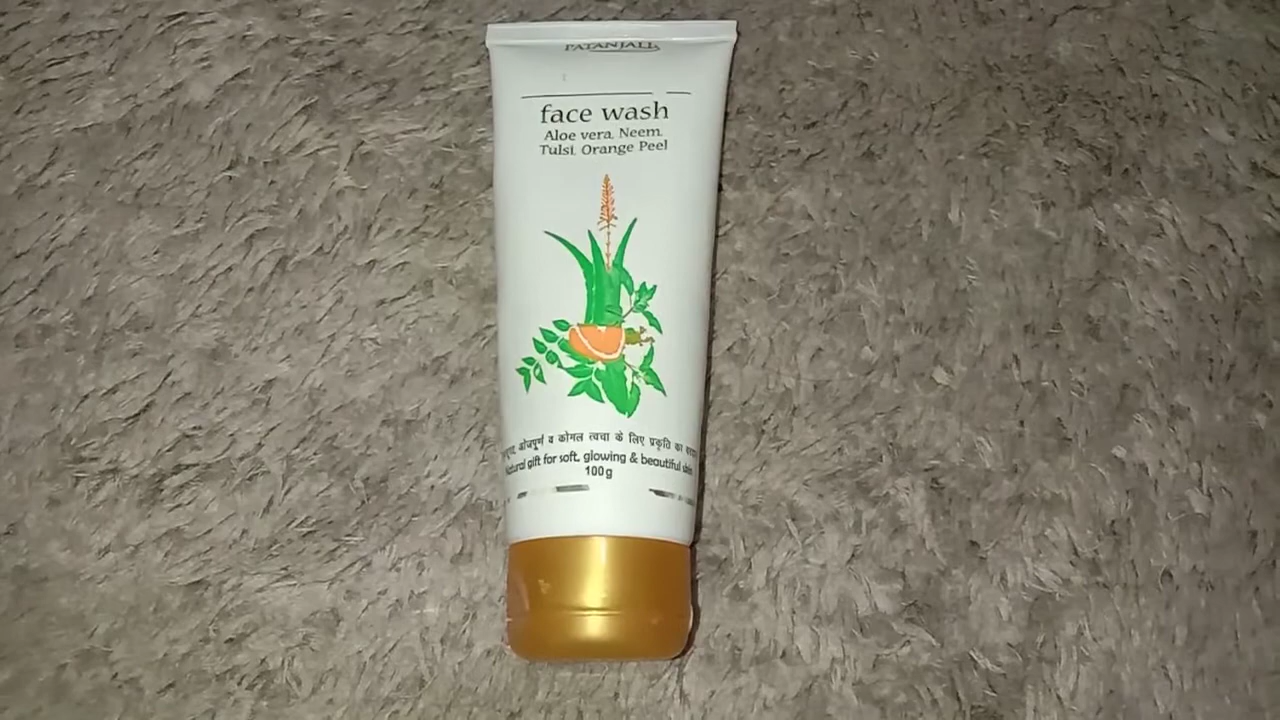 PATANJALI
face wash
Aloe vera, Neem,
Tulsi, Orange Peel
ओजपूर्ण व कोमल त्वचा के लिए प्रकृति का
Natural gift for soft, glowing & beautiful skin
100g